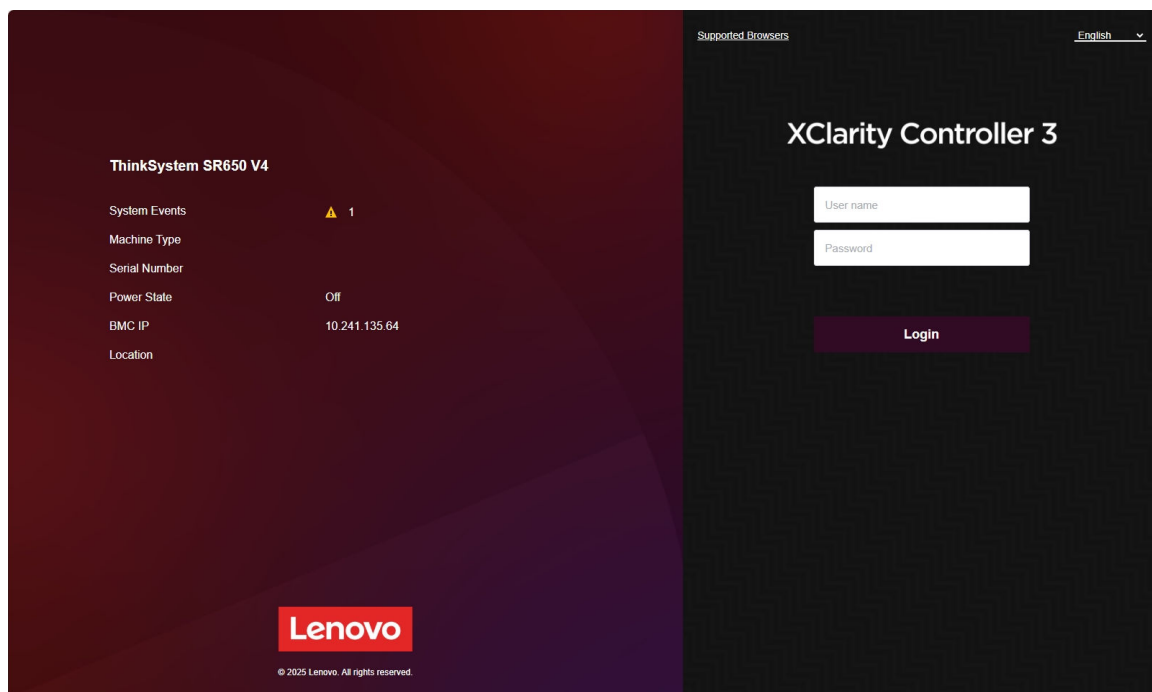 Supported Browsers
English
XClarity Controller 3
ThinkSystem SR650 V4
System Events 1
Machine Type
Serial Number
Power State Off
BMC IP 10.241.135.64
Location
User name
Password
Login
Lenovo
© 2025 Lenovo. All rights reserved.